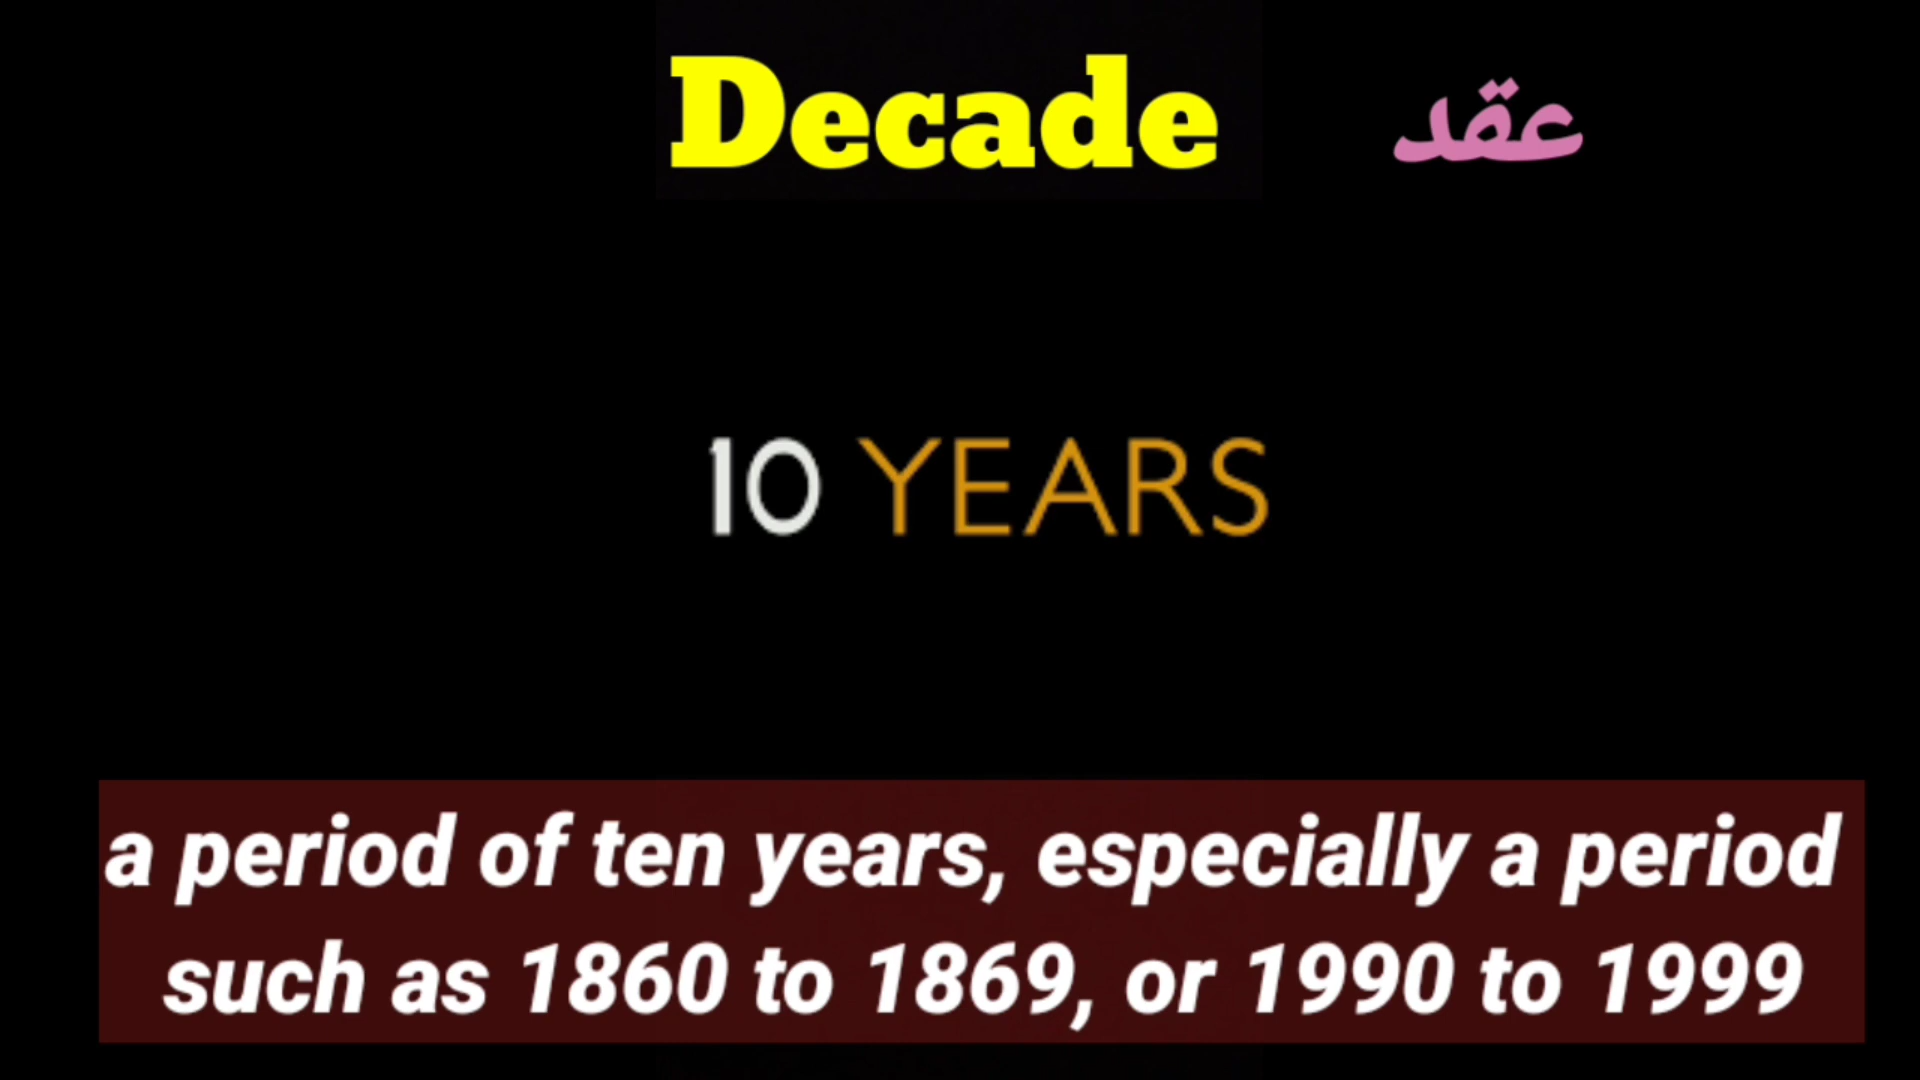 Decade عقد
10 YEARS
a period of ten years, especially a period
such as 1860 to 1869, or 1990 to 1999